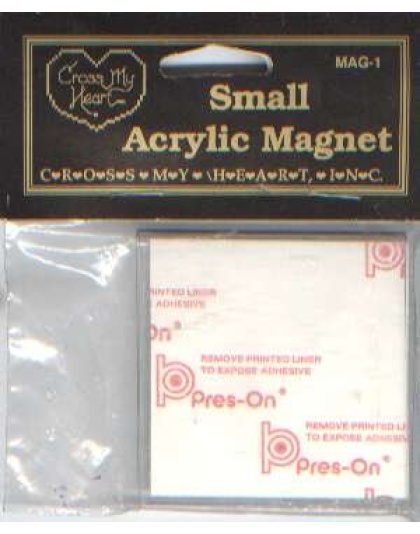 Cross My
Heart
MAG-1
Small
Acrylic Magnet
C♥R♥O♥S♥S ♥ M♥Y ♥ \H♥E♥A♥R♥T, ♥ I♥N♥C.
PRINTED LINER
ADHESIVE
on®
REMOVE PRINTED LINER
TO EXPOSE ADHESIVE
Pres-On®
REMOVE PRINTED LI
TO EXPOSE ADHESIV
Pres-On®